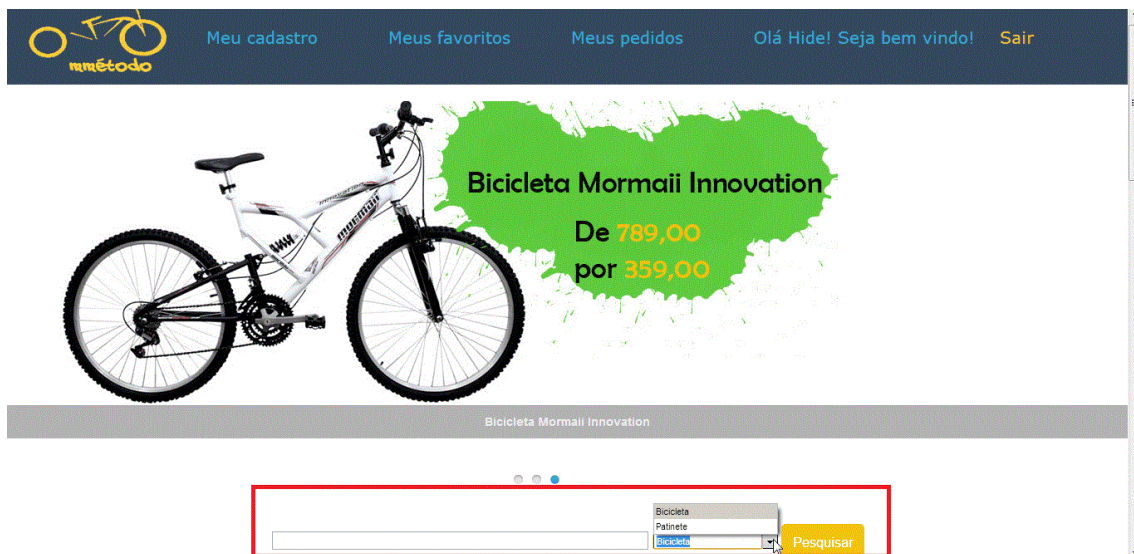 mmétodo
Meu cadastro
Meus favoritos
Meus pedidos
Olá Hide! Seja bem vindo!
Sair
Bicicleta Mormaii Innovation
De 789,00
por 359,00
mormaii
Bicicleta Mormaii Innovation
Bicicleta
Patinete
Bicicleta
Pesquisar